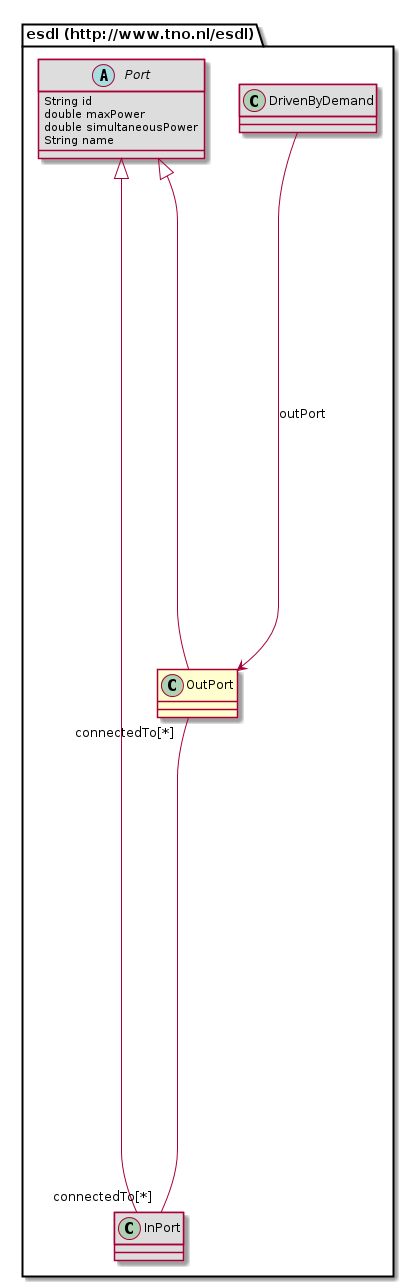 esdl (http://www.tno.nl/esdl)
A Port
String id
double maxPower
double simultaneousPower
String name
C DrivenByDemand
outPort
C OutPort
connectedTo[*]
connectedTo[*]
C InPort